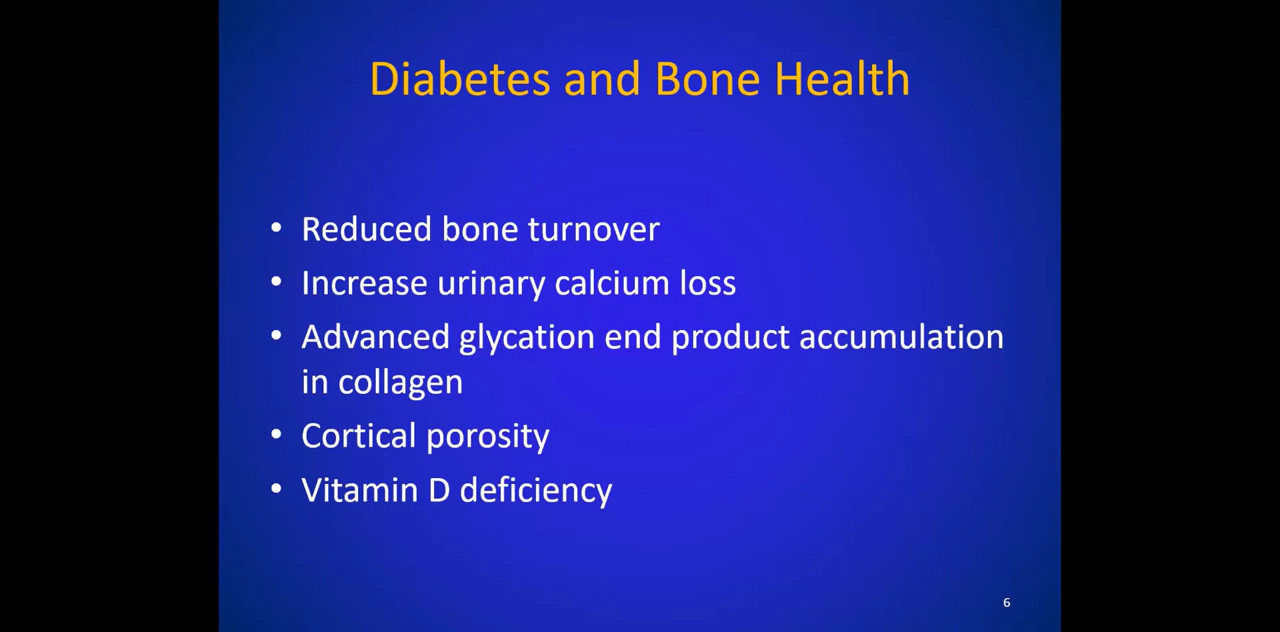 Diabetes and Bone Health
• Reduced bone turnover
• Increase urinary calcium loss
• Advanced glycation end product accumulation
in collagen
• Cortical porosity
• Vitamin D deficiency
6